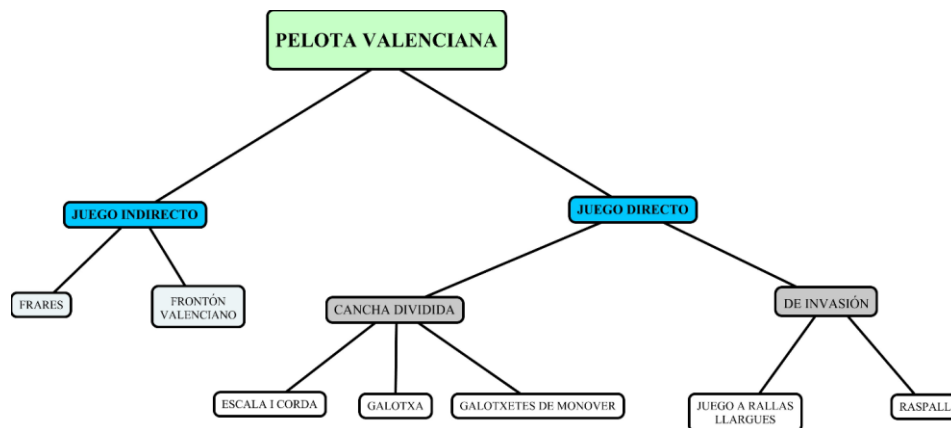 PELOTA VALENCIANA
JUEGO INDIRECTO
JUEGO DIRECTO
FRARES
FRONTÓN
VALENCIANO
CANCHA DIVIDIDA
DE INVASIÓN
ESCALA I CORDA
GALOTXA
GALOTXETES DE MONOVER
JUEGO A RALLAS
LLARGUES
RASPALL